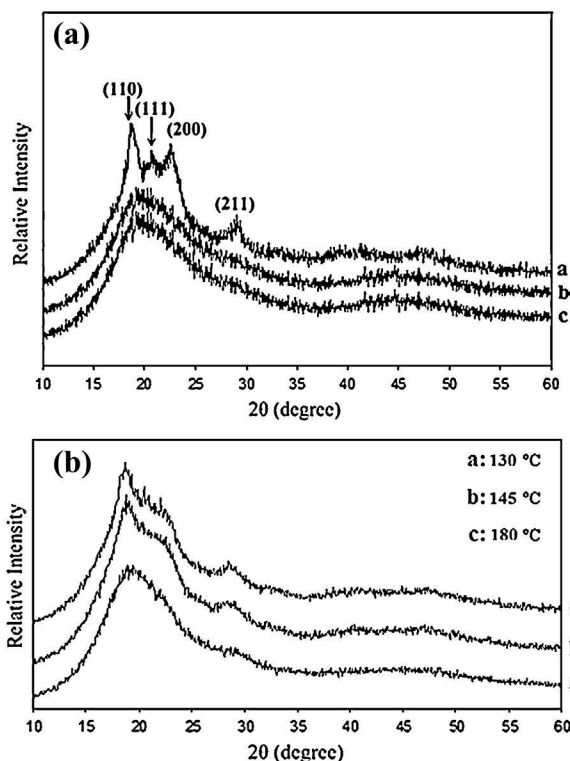 (a)
(110)
(111)
(200)
(211)
Relative Intensity
a
b
c
10 15 20 25 30 35 40 45 50 55 60
2θ (degree)
(b)
a: 130 °C
b: 145 °C
c: 180 °C
Relative Intensity
10 15 20 25 30 35 40 45 50 55 60
2θ (degree)